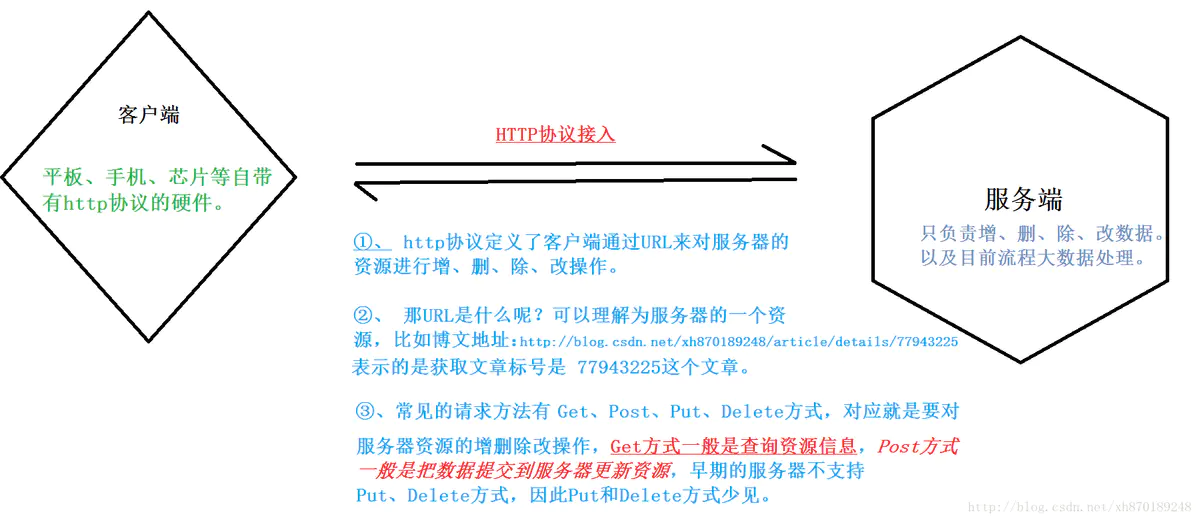 客户端
平板、手机、芯片等自带
有http协议的硬件。
HTTP协议接入
①、 http协议定义了客户端通过URL来对服务器的
资源进行增、删、除、改操作。
②、 那URL是什么呢？可以理解为服务器的一个资
源，比如博文地址：http://blog.csdn.net/xh870189248/article/details/77943225
表示的是获取文章标号是 77943225这个文章。
③、常见的请求方法有 Get、Post、Put、Delete方式，对应就是要对
服务器资源的增删除改操作，Get方式一般是查询资源信息，Post方式
一般是把数据提交到服务器更新资源，早期的服务器不支持
Put、Delete方式，因此Put和Delete方式少见。
服务端
只负责增、删、除、改数据。
以及目前流程大数据处理。
http://blog.csdn.net/xh870189248